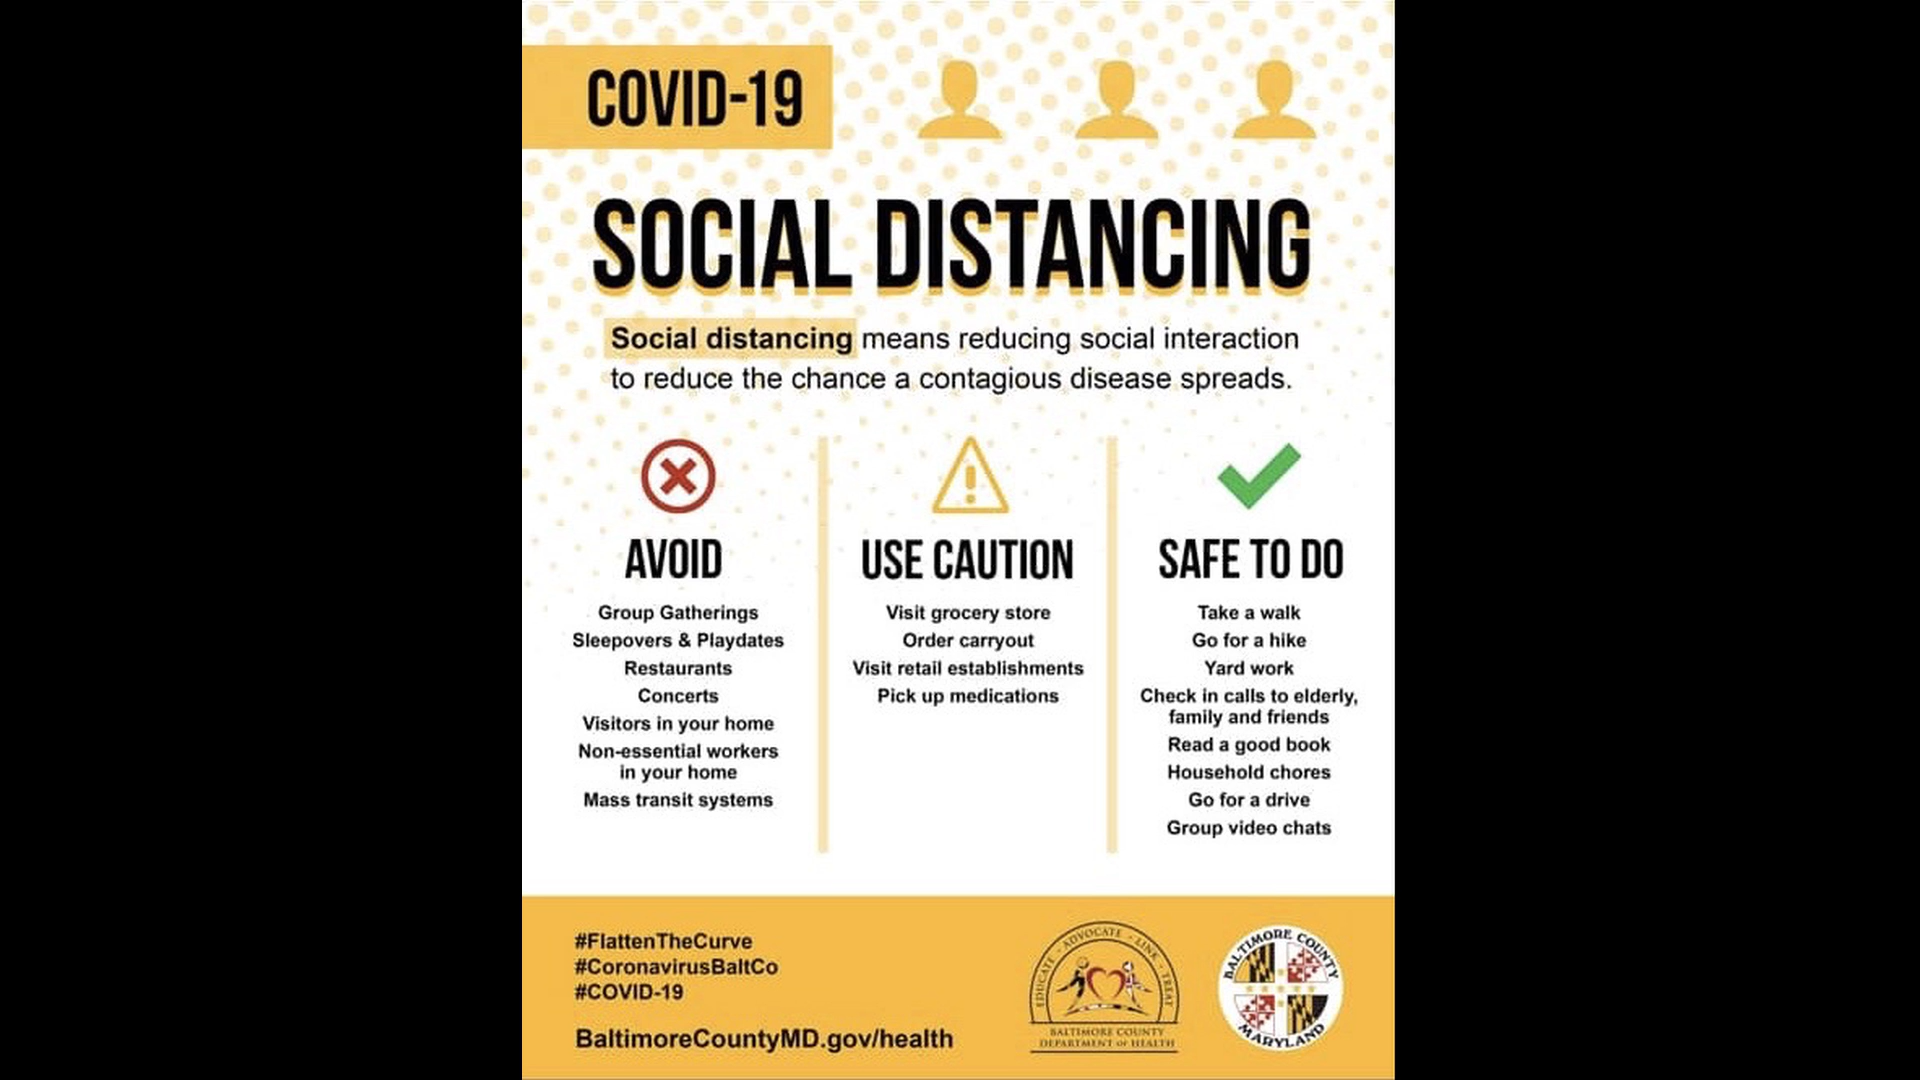 COVID-19
SOCIAL DISTANCING
Social distancing means reducing social interaction
to reduce the chance a contagious disease spreads.
AVOID
Group Gatherings
Sleepovers & Playdates
Restaurants
Concerts
Visitors in your home
Non-essential workers
in your home
Mass transit systems
USE CAUTION
Visit grocery store
Order carryout
Visit retail establishments
Pick up medications
SAFE TO DO
Take a walk
Go for a hike
Yard work
Check in calls to elderly,
family and friends
Read a good book
Household chores
Go for a drive
Group video chats
#FlattenTheCurve
#CoronavirusBaltCo
#COVID-19
BaltimoreCountyMD.gov/health
EDUCATE - ADVOCATE - LINK - TREAT
BALTIMORE COUNTY
DEPARTMENT OF HEALTH
BALTIMORE COUNTY
MARYLAND